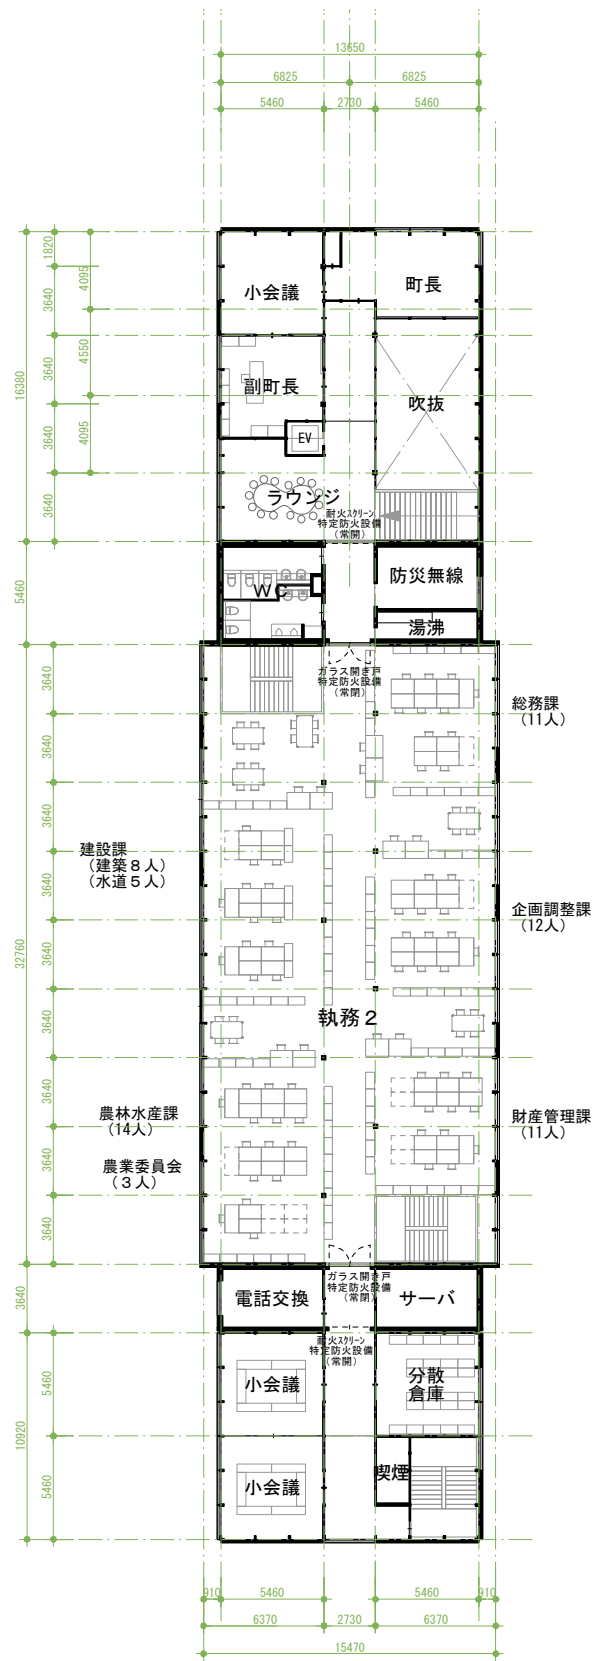 13650
6825
6825
5460
2730
5460
1820
4095
3640
小会議
町長
4550
16380
3640
副町長
吹抜
3640
4095
EV
ラウンジ
3640
耐火スクリーン
特定防火設備
(常開)
5460
WC
防災無線
湯沸
3640
ガラス開き戸
特定防火設備
(常閉)
総務課
(11人)
3640
3640
建設課
(建築8人)
(水道5人)
3640
企画調整課
(12人)
3640
32760
3640
執務2
3640
農林水産課
(14人)
財産管理課
(11人)
3640
農業委員会
(3人)
3640
3640
ガラス開き戸
特定防火設備
(常閉)
3640
電話交換
サーバ
耐火スクリーン
特定防火設備
(常開)
5460
小会議
分散
倉庫
10920
5460
小会議
喫煙
910
5460
5460
910
6370
2730
6370
15470